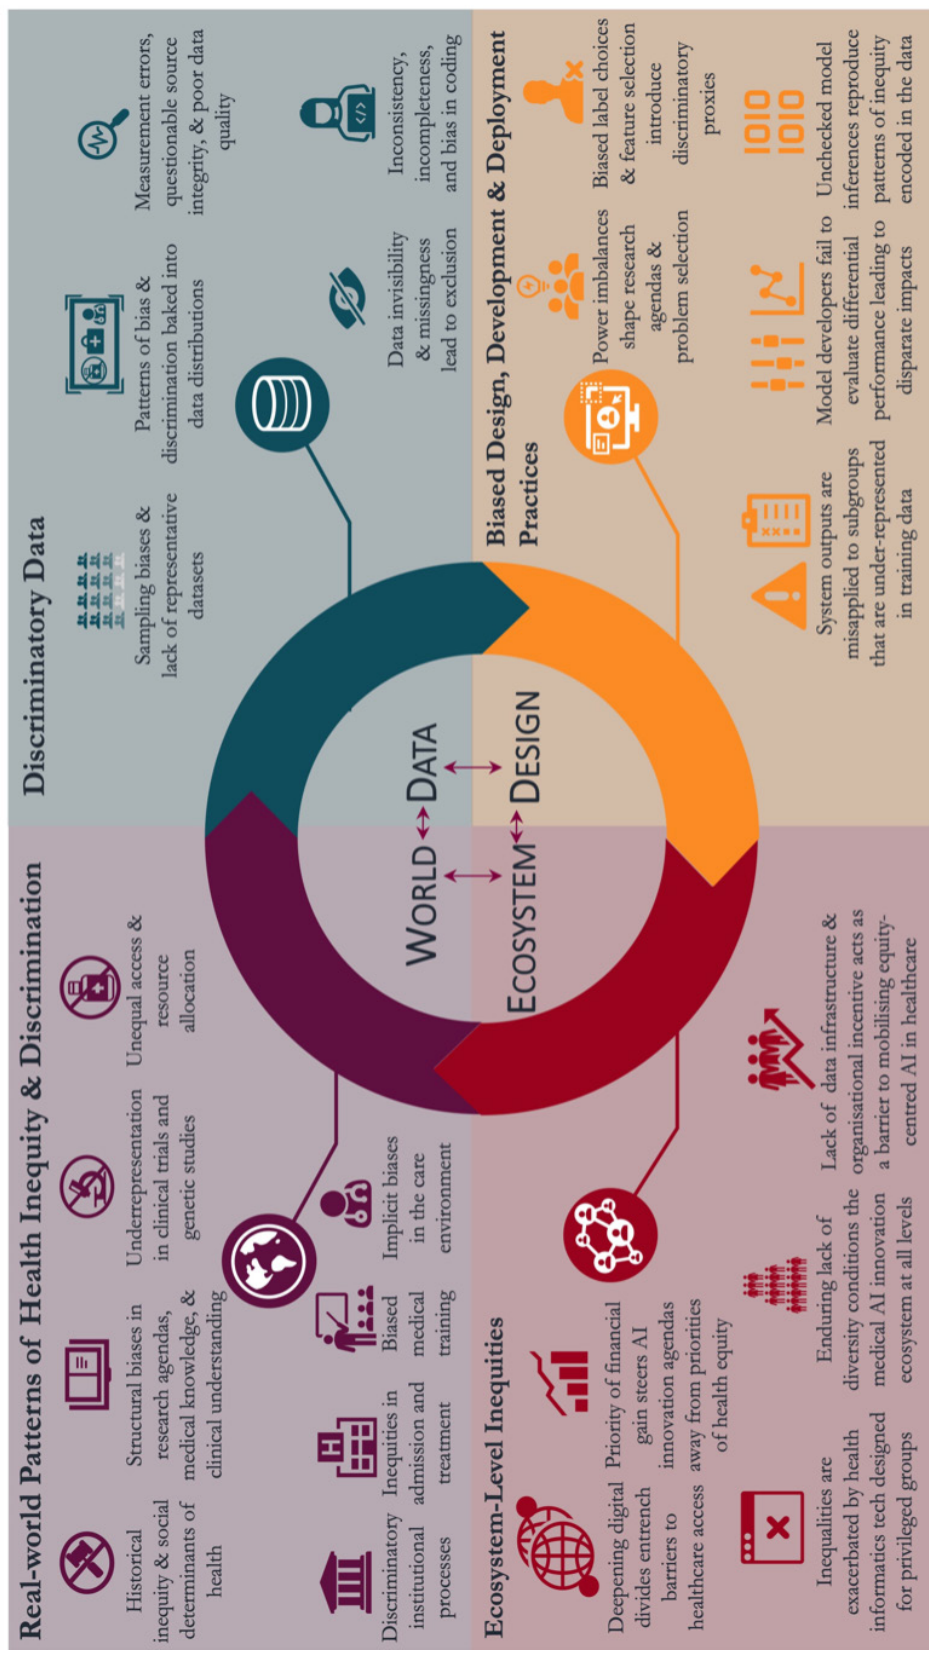 Real-world Patterns of Health Inequity & Discrimination
Historical
inequity & social
determinants of
health
Structural biases in
research agendas,
medical knowledge, &
clinical understanding
Underrepresentation
in clinical trials and
genetic studies
Unequal access &
resource
allocation
Discriminatory
institutional
processes
Inequities in
admission and
treatment
Biased
medical
training
Implicit biases
in the care
environment
Discriminatory Data
Sampling biases &
lack of representative
datasets
Patterns of bias &
discrimination baked into
data distributions
Measurement errors,
questionable source
integrity, & poor data
quality
Data invisibility
& missingness
lead to exclusion
Inconsistency,
incompleteness,
and bias in coding
WORLD DATA
ECOSYSTEM DESIGN
Ecosystem-Level Inequities
Deepening digital
divides entrench
barriers to
healthcare access
Priority of financial
gain steers AI
innovation agendas
away from priorities
of health equity
Inequalities are
exacerbated by health
informatics tech designed
for privileged groups
Enduring lack of
diversity conditions the
medical AI innovation
ecosystem at all levels
Lack of data infrastructure &
organisational incentive acts as
a barrier to mobilising equity-
centred AI in healthcare
Biased Design, Development & Deployment
Practices
Power imbalances
shape research
agendas &
problem selection
Biased label choices
& feature selection
introduce
discriminatory
proxies
System outputs are
misapplied to subgroups
that are under-represented
in training data
Model developers fail to
evaluate differential
performance leading to
disparate impacts
1010
1010
Unchecked model
inferences reproduce
patterns of inequity
encoded in the data
H